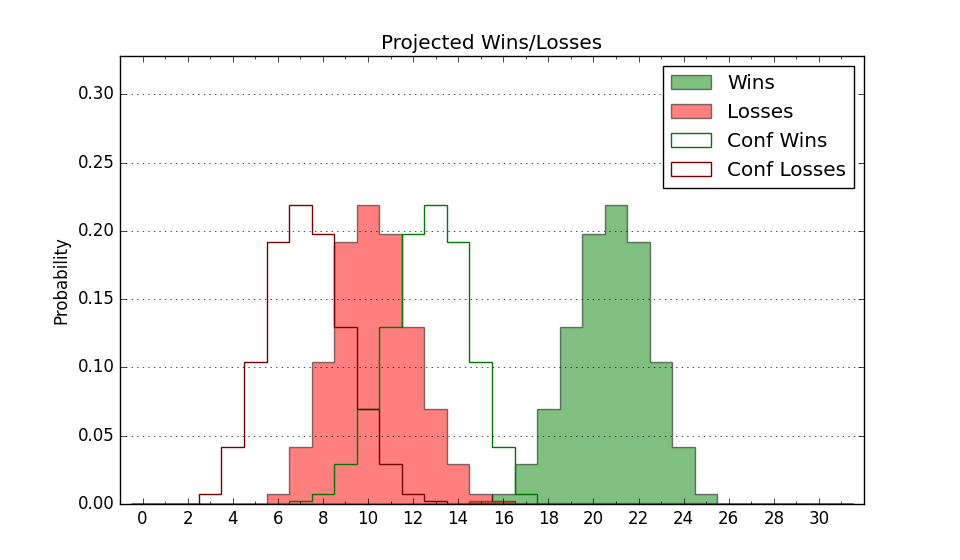 Projected Wins/Losses
Wins
Losses
Conf Wins
Conf Losses
Probability
0.30
0.25
0.20
0.15
0.10
0.05
0.00
0 2 4 6 8 10 12 14 16 18 20 22 24 26 28 30